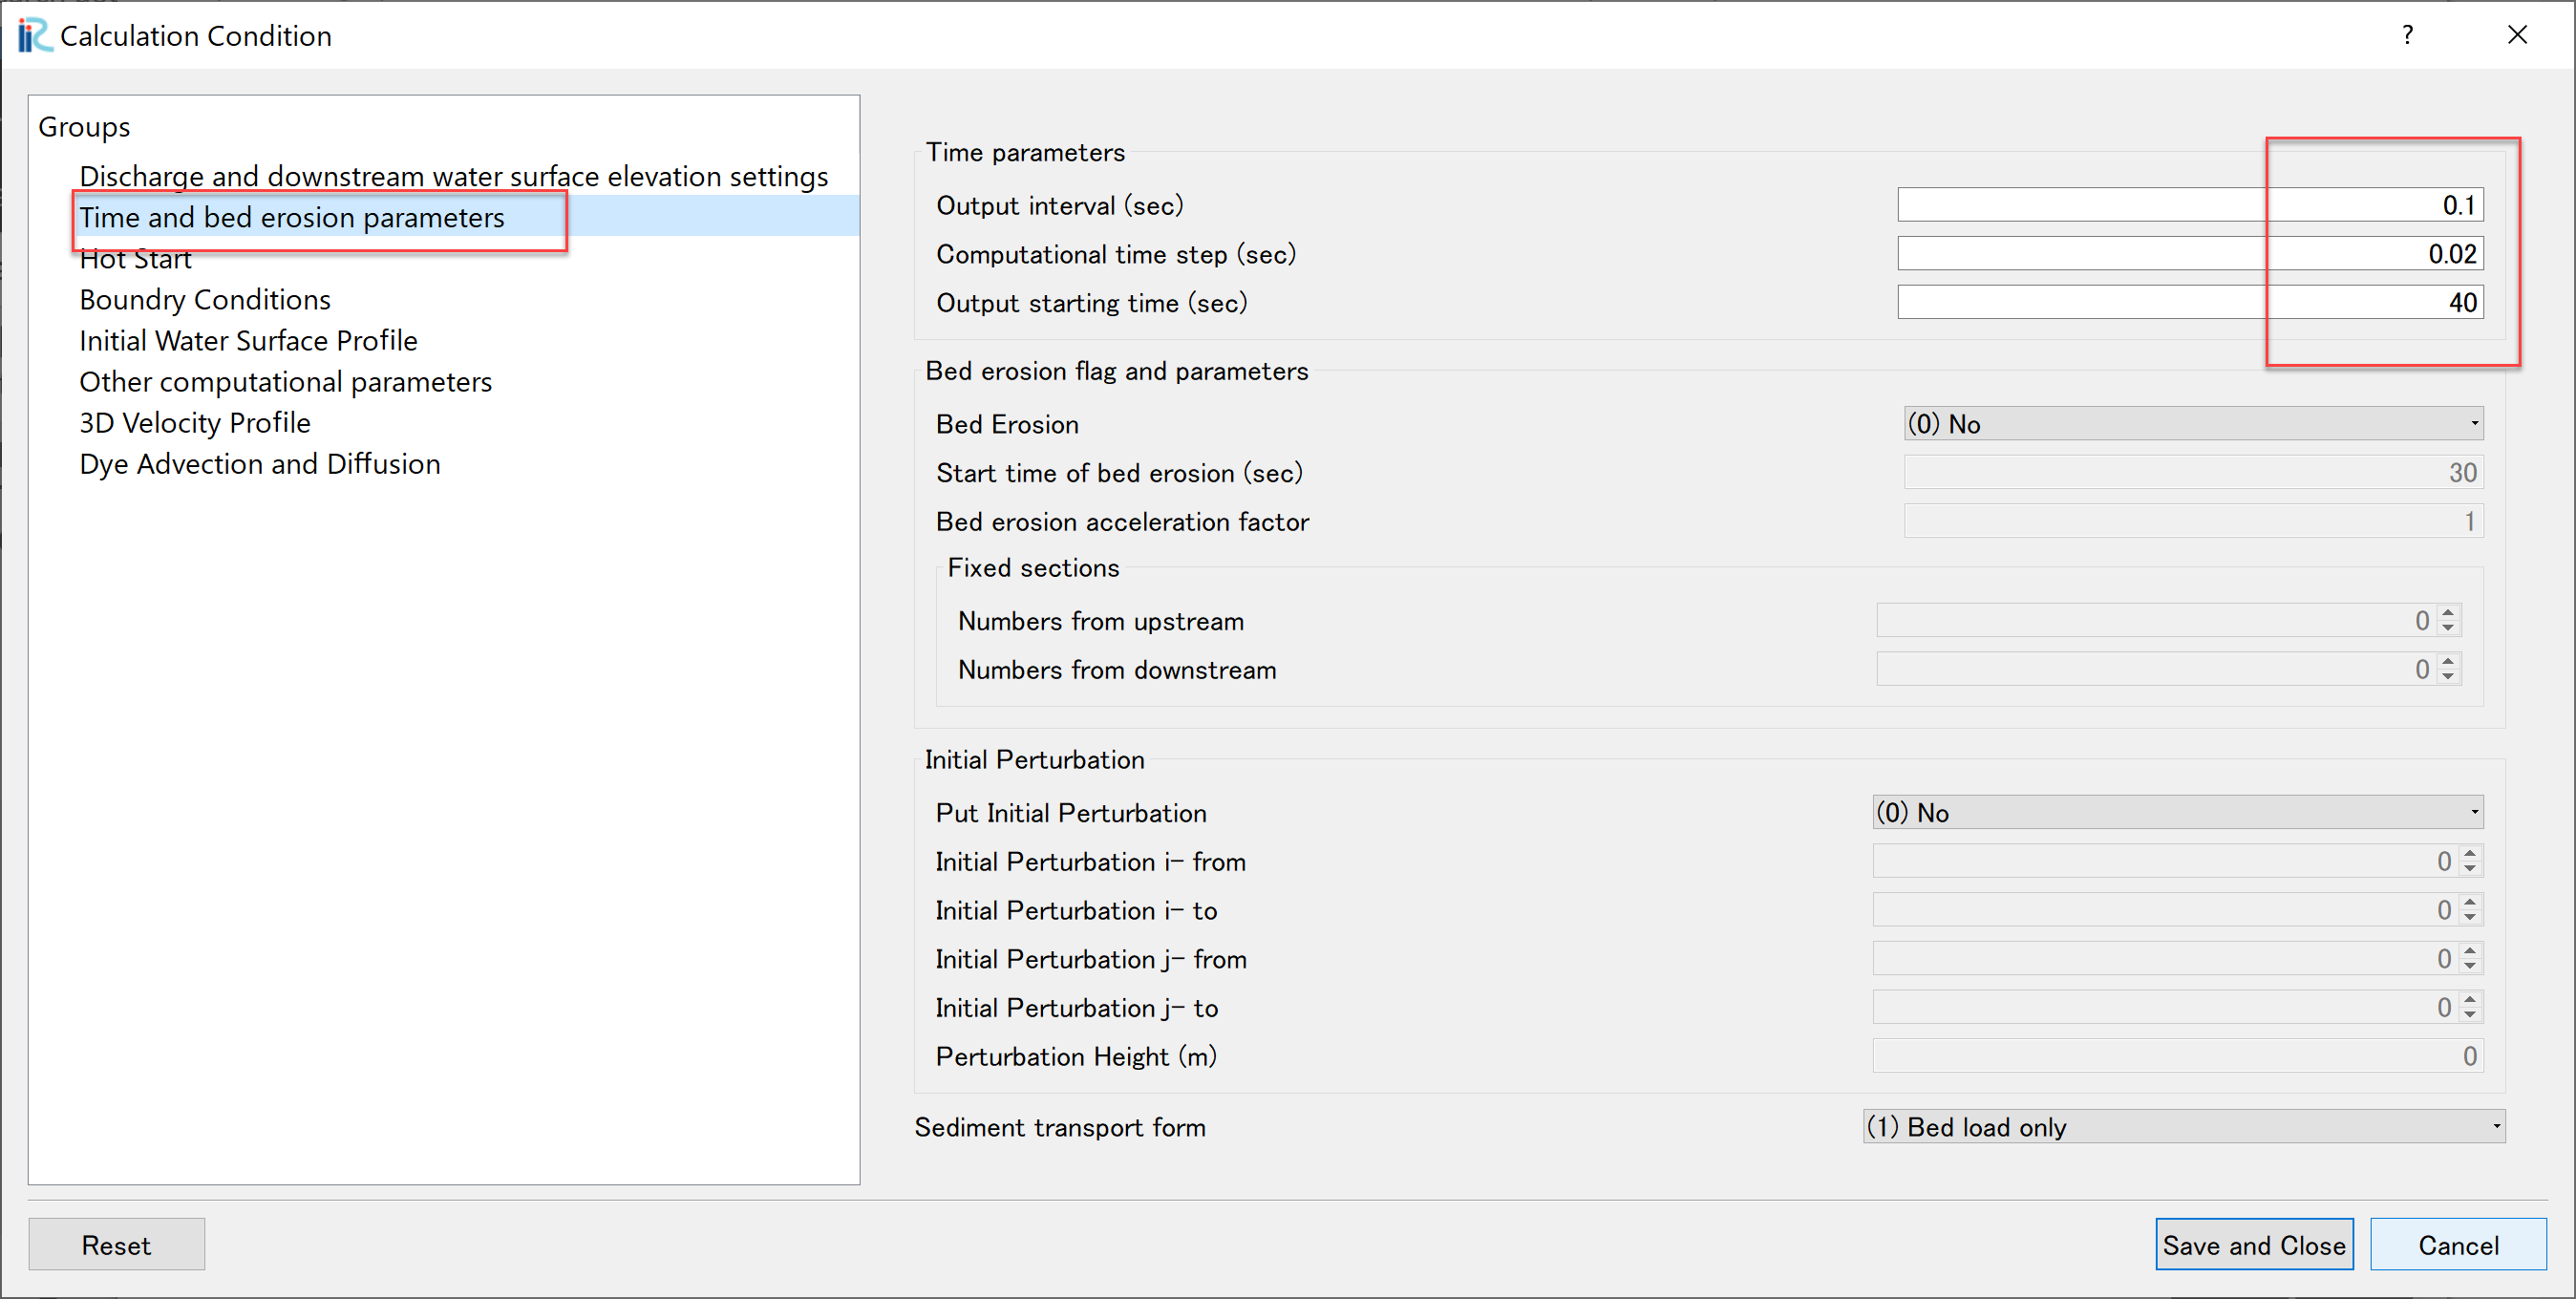 Calculation Condition
?
Groups
Discharge and downstream water surface elevation settings
Time and bed erosion parameters
Hot Start
Boundry Conditions
Initial Water Surface Profile
Other computational parameters
3D Velocity Profile
Dye Advection and Diffusion
Time parameters
Output interval (sec) 0.1
Computational time step (sec) 0.02
Output starting time (sec) 40
Bed erosion flag and parameters
Bed Erosion (0) No
Start time of bed erosion (sec) 30
Bed erosion acceleration factor 1
Fixed sections
Numbers from upstream 0
Numbers from downstream 0
Initial Perturbation
Put Initial Perturbation (0) No
Initial Perturbation i- from 0
Initial Perturbation i- to 0
Initial Perturbation j- from 0
Initial Perturbation j- to 0
Perturbation Height (m) 0
Sediment transport form (1) Bed load only
Reset Save and Close Cancel